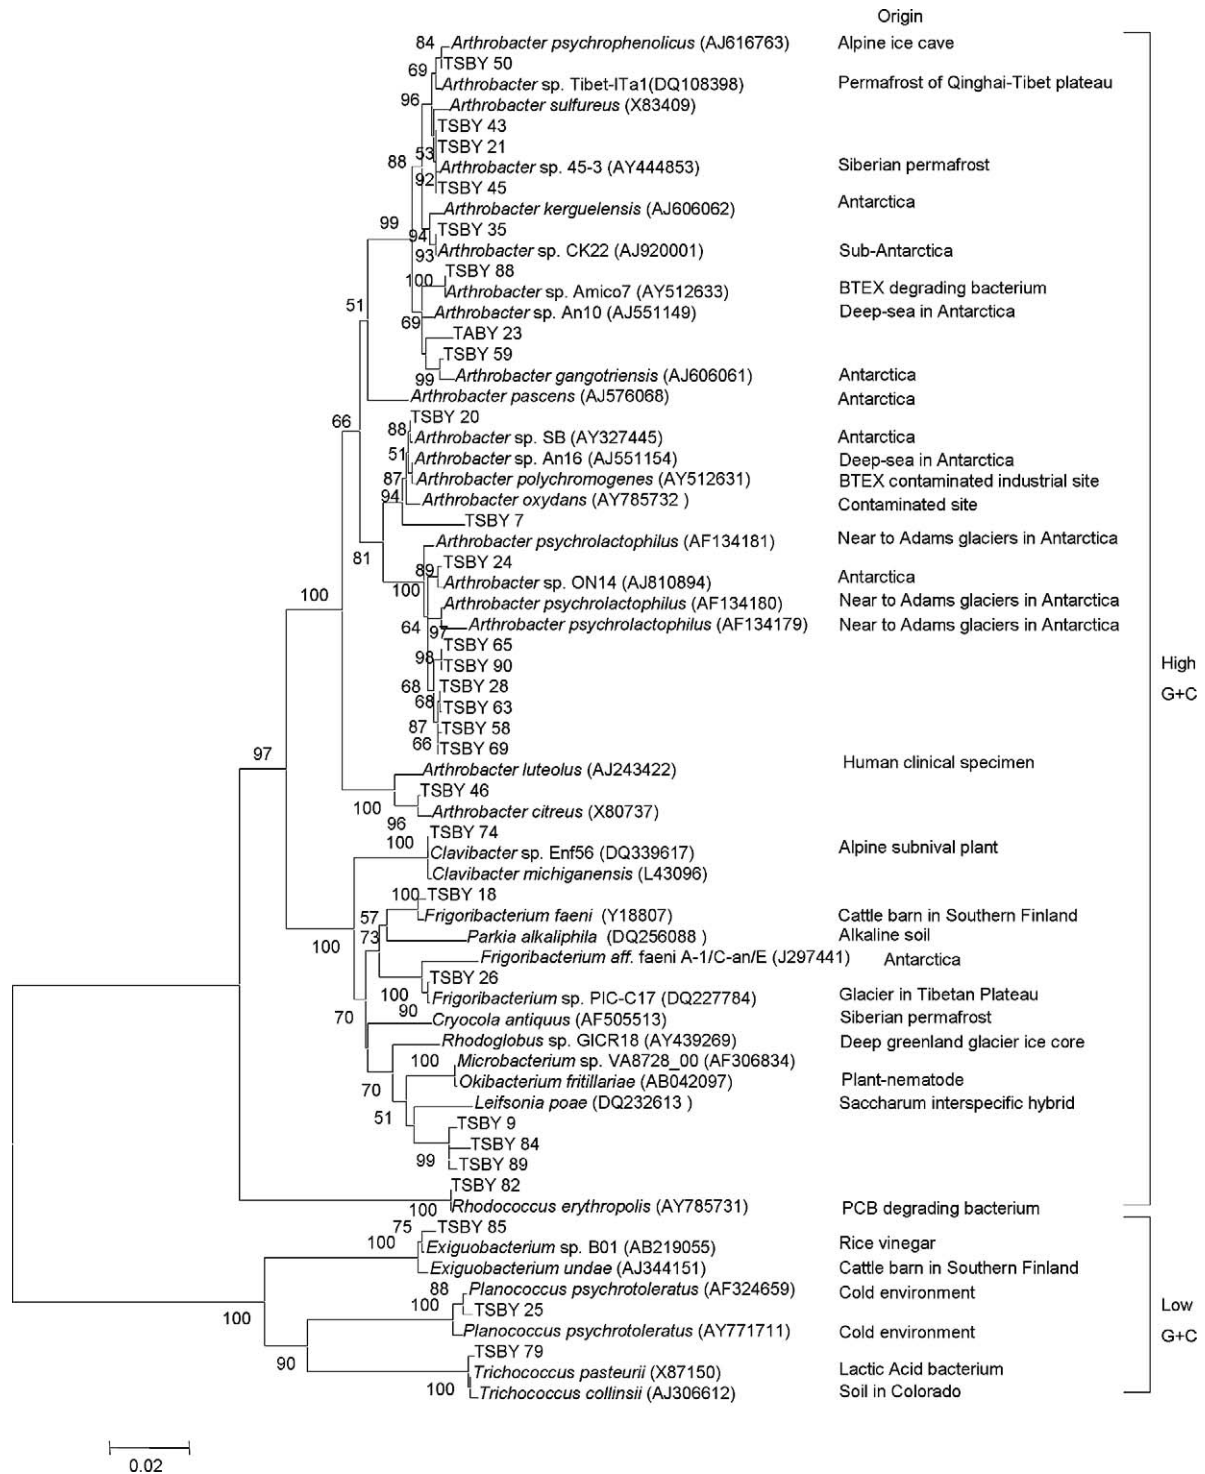 Origin
84 Arthrobacter psychrophenolicus (AJ616763) Alpine ice cave
TSBY 50
69
Arthrobacter sp. Tibet-ITa1(DQ108398) Permafrost of Qinghai-Tibet plateau
96
Arthrobacter sulfureus (X83409)
TSBY 43
TSBY 21
53
88
Arthrobacter sp. 45-3 (AY444853) Siberian permafrost
92
TSBY 45
Arthrobacter kerguelensis (AJ606062) Antarctica
99
TSBY 35
94
Arthrobacter sp. CK22 (AJ920001) Sub-Antarctica
93
TSBY 88
100
Arthrobacter sp. Amico7 (AY512633) BTEX degrading bacterium
51
Arthrobacter sp. An10 (AJ551149) Deep-sea in Antarctica
69
TABY 23
TSBY 59
Arthrobacter gangotriensis (AJ606061) Antarctica
99
Arthrobacter pascens (AJ576068) Antarctica
TSBY 20
66
88
Arthrobacter sp. SB (AY327445) Antarctica
51
Arthrobacter sp. An16 (AJ551154) Deep-sea in Antarctica
87
Arthrobacter polychromogenes (AY512631) BTEX contaminated industrial site
94
Arthrobacter oxydans (AY785732 ) Contaminated site
TSBY 7
Arthrobacter psychrolactophilus (AF134181) Near to Adams glaciers in Antarctica
81
TSBY 24
89
Arthrobacter sp. ON14 (AJ810894) Antarctica
100
100
Arthrobacter psychrolactophilus (AF134180) Near to Adams glaciers in Antarctica
64
97
Arthrobacter psychrolactophilus (AF134179) Near to Adams glaciers in Antarctica
TSBY 65
98
TSBY 90
High
68
TSBY 28
G+C
68
TSBY 63
87
TSBY 58
66
TSBY 69
97
Arthrobacter luteolus (AJ243422) Human clinical specimen
TSBY 46
100
Arthrobacter citreus (X80737)
96
TSBY 74
100
Clavibacter sp. Enf56 (DQ339617) Alpine subnival plant
Clavibacter michiganensis (L43096)
100
TSBY 18
57
Frigoribacterium faeni (Y18807) Cattle barn in Southern Finland
73
100
Parkia alkaliphila (DQ256088 ) Alkaline soil
Frigoribacterium aff. faeni A-1/C-an/E (J297441) Antarctica
TSBY 26
100
Frigoribacterium sp. PIC-C17 (DQ227784) Glacier in Tibetan Plateau
90
70
Cryocola antiquus (AF505513) Siberian permafrost
Rhodoglobus sp. GICR18 (AY439269) Deep greenland glacier ice core
100
Microbacterium sp. VA8728_00 (AF306834)
Okibacterium fritillariae (AB042097) Plant-nematode
70
Leifsonia poae (DQ232613 ) Saccharum interspecific hybrid
51
TSBY 9
TSBY 84
99
TSBY 89
TSBY 82
100
Rhodococcus erythropolis (AY785731) PCB degrading bacterium
75
TSBY 85
100
Exiguobacterium sp. B01 (AB219055) Rice vinegar
Exiguobacterium undae (AJ344151) Cattle barn in Southern Finland
88
Planococcus psychrotoleratus (AF324659) Cold environment
100
TSBY 25
Low
100
Planococcus psychrotoleratus (AY771711) Cold environment
G+C
TSBY 79
90
Trichococcus pasteurii (X87150) Lactic Acid bacterium
100
Trichococcus collinsii (AJ306612) Soil in Colorado
0.02